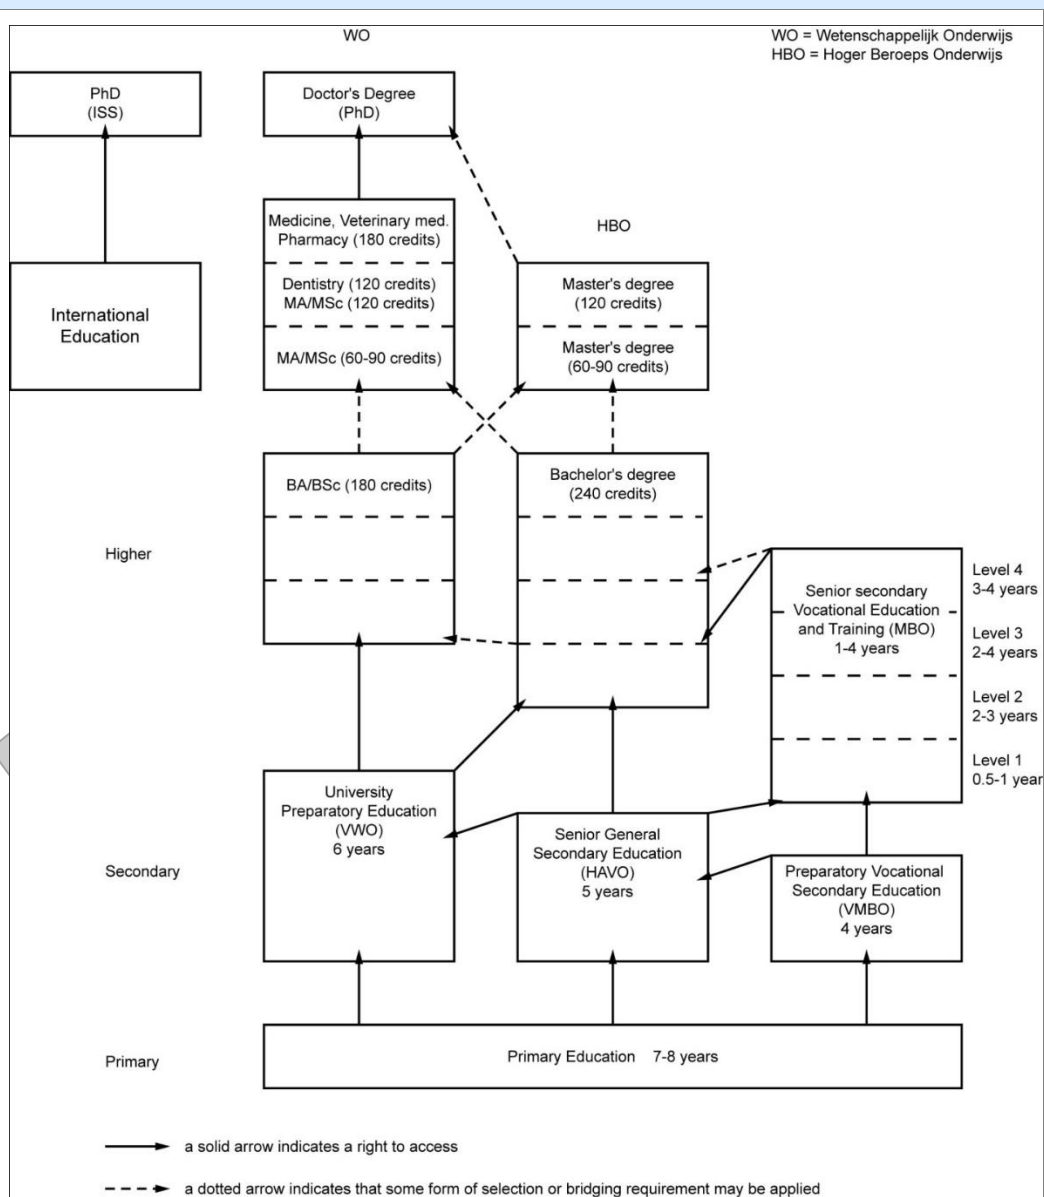 WO
WO = Wetenschappelijk Onderwijs
HBO = Hoger Beroeps Onderwijs
PhD
(ISS)
Doctor's Degree
(PhD)
Medicine, Veterinary med.
Pharmacy (180 credits)
HBO
Dentistry (120 credits)
MA/MSc (120 credits)
Master's degree
(120 credits)
International
Education
MA/MSc (60-90 credits)
Master's degree
(60-90 credits)
BA/BSc (180 credits)
Bachelor's degree
(240 credits)
Higher
Senior secondary
Vocational Education
and Training (MBO)
1-4 years
Level 4
3-4 years
Level 3
2-4 years
Level 2
2-3 years
Level 1
0.5-1 year
University
Preparatory Education
(VWO)
6 years
Senior General
Secondary Education
(HAVO)
5 years
Secondary
Preparatory Vocational
Secondary Education
(VMBO)
4 years
Primary
Primary Education 7-8 years
a solid arrow indicates a right to access
a dotted arrow indicates that some form of selection or bridging requirement may be applied